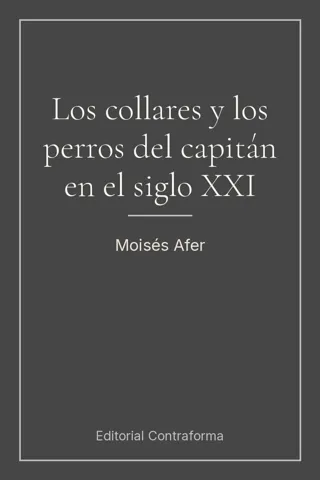 Los collares y los
perros del capitán
en el siglo XXI
Moisés Afer
Editorial Contraforma